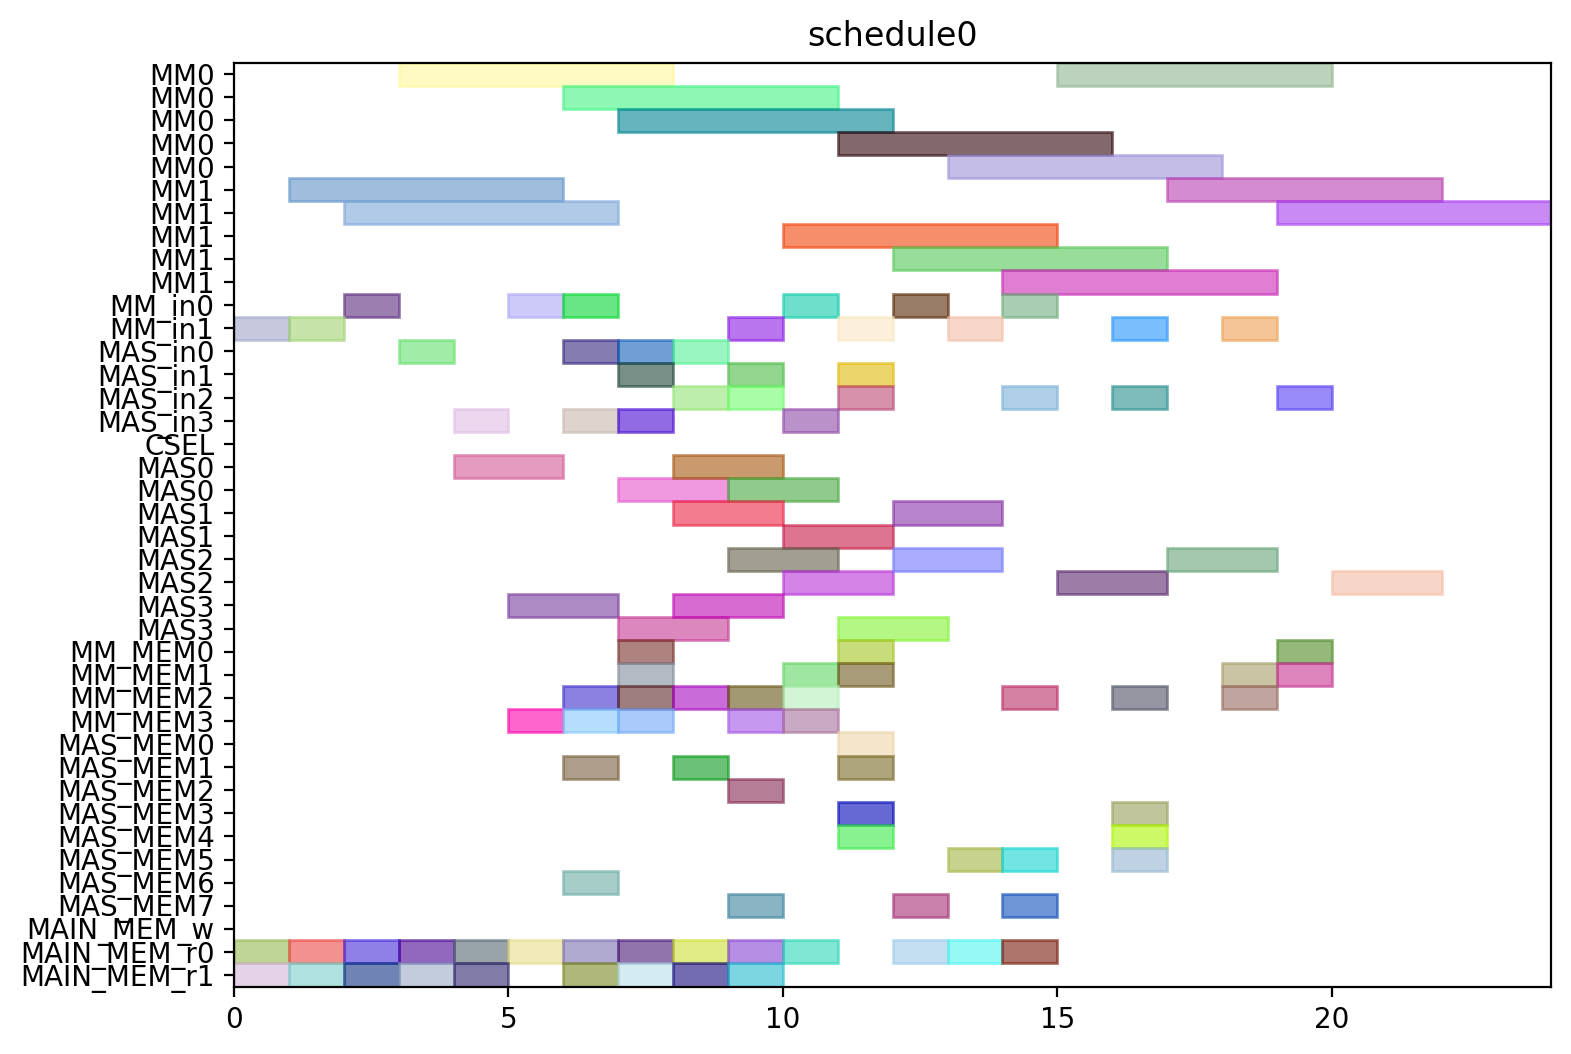 schedule0
MM0
MM0
MM0
MM0
MM0
MM1
MM1
MM1
MM1
MM1
MM_in0
MM_in1
MAS_in0
MAS_in1
MAS_in2
MAS_in3
CSEL
MAS0
MAS0
MAS1
MAS1
MAS2
MAS2
MAS3
MAS3
MM_MEM0
MM_MEM1
MM_MEM2
MM_MEM3
MAS_MEM0
MAS_MEM1
MAS_MEM2
MAS_MEM3
MAS_MEM4
MAS_MEM5
MAS_MEM6
MAS_MEM7
MAIN_MEM_w
MAIN_MEM_r0
MAIN_MEM_r1
0 5 10 15 20